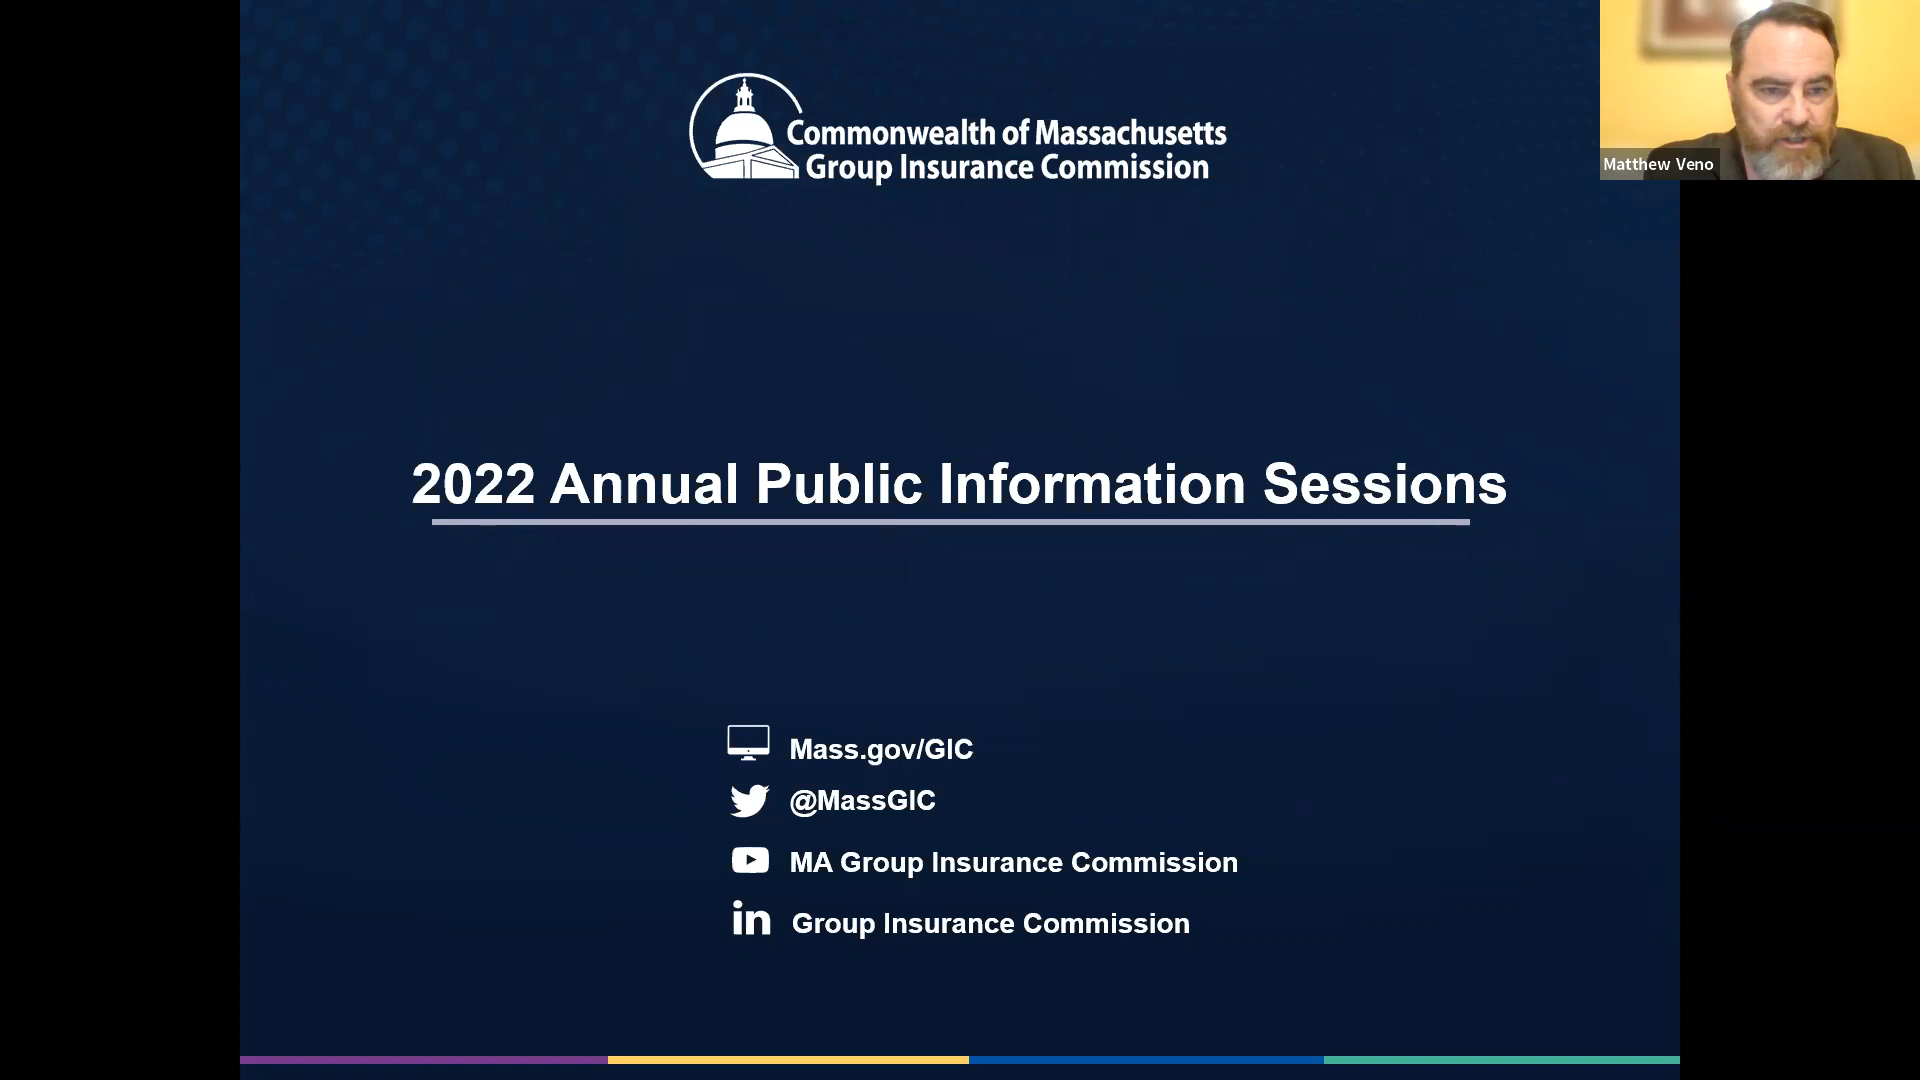 Commonwealth of Massachusetts
Group Insurance Commission
Matthew Veno
2022 Annual Public Information Sessions
Mass.gov/GIC
@MassGIC
MA Group Insurance Commission
in Group Insurance Commission